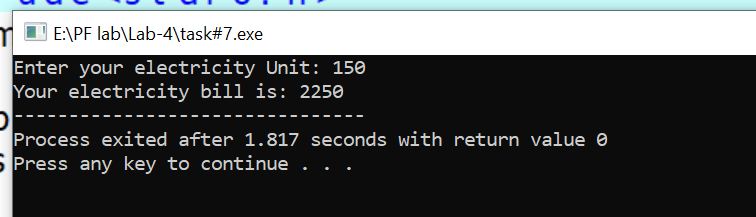 E:\PF lab\Lab-4\task#7.exe
Enter your electricity Unit: 150
Your electricity bill is: 2250
--------------------------------
Process exited after 1.817 seconds with return value 0
Press any key to continue . . .